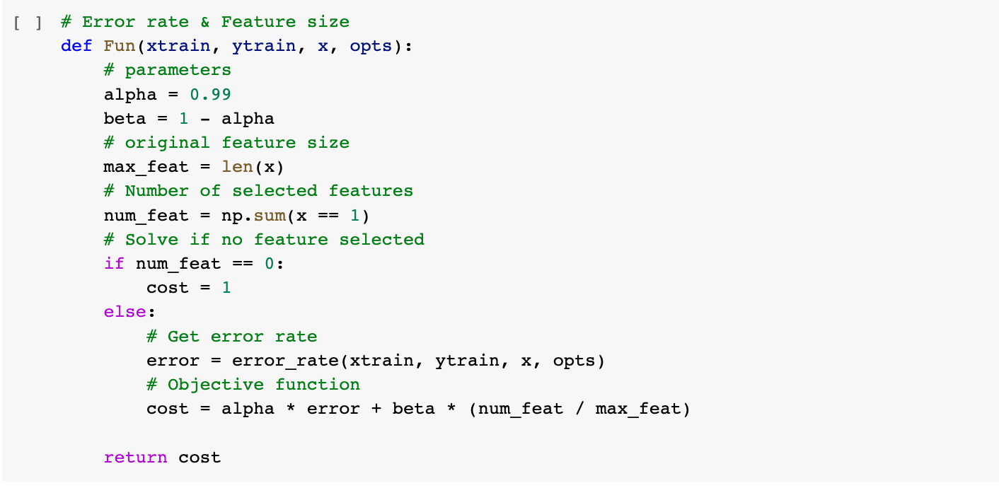 [ ] # Error rate & Feature size
def Fun(xtrain, ytrain, x, opts):
    # parameters
    alpha = 0.99
    beta = 1 - alpha
    # original feature size
    max_feat = len(x)
    # Number of selected features
    num_feat = np.sum(x == 1)
    # Solve if no feature selected
    if num_feat == 0:
        cost = 1
    else:
        # Get error rate
        error = error_rate(xtrain, ytrain, x, opts)
        # Objective function
        cost = alpha * error + beta * (num_feat / max_feat)
    return cost